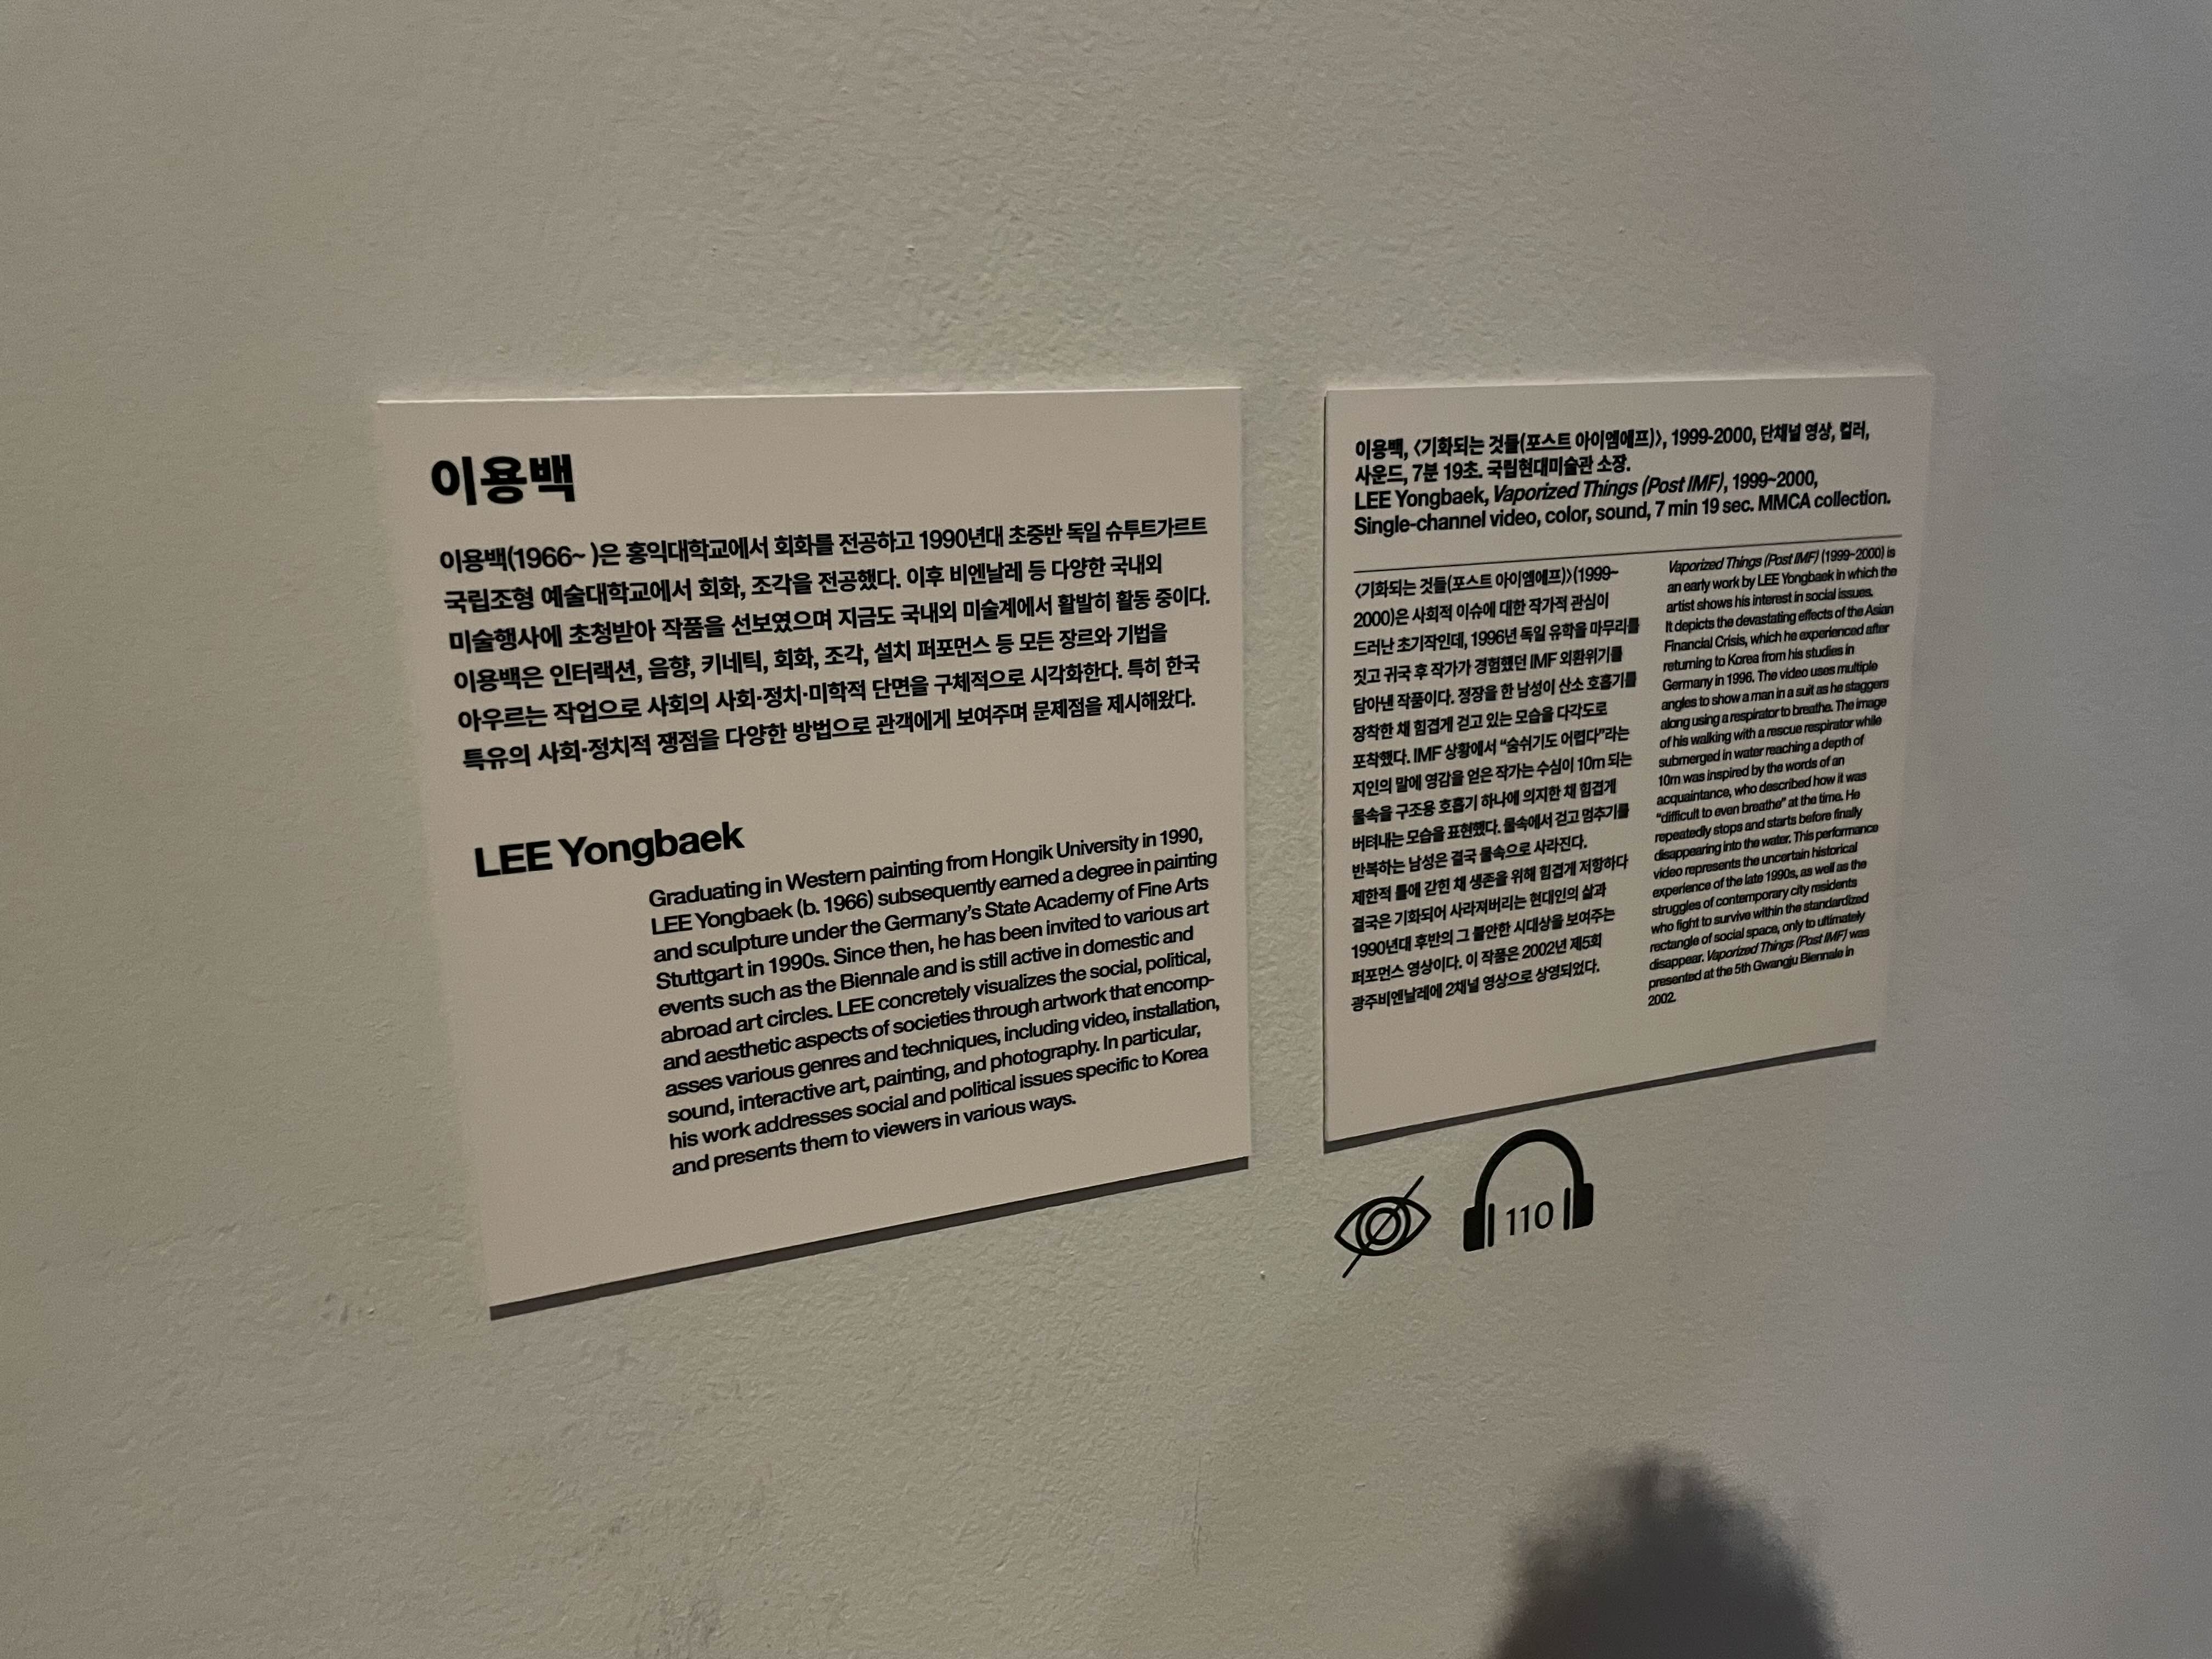 이용백
이용백(1966~ )은 홍익대학교에서 회화를 전공하고 1990년대 초중반 독일 슈투트가르트
국립조형 예술대학교에서 회화, 조각을 전공했다. 이후 비엔날레 등 다양한 국내외
미술행사에 초청받아 작품을 선보였으며 지금도 국내외 미술계에서 활발히 활동 중이다.
이용백은 인터랙션, 음향, 키네틱, 회화, 조각, 설치 퍼포먼스 등 모든 장르와 기법을
아우르는 작업으로 사회의 사회·정치·미학적 단면을 구체적으로 시각화한다. 특히 한국
특유의 사회·정치적 쟁점을 다양한 방법으로 관객에게 보여주며 문제점을 제시해왔다.
LEE Yongbaek
Graduating in Western painting from Hongik University in 1990,
LEE Yongbaek (b. 1966) subsequently earned a degree in painting
and sculpture under the Germany's State Academy of Fine Arts
Stuttgart in 1990s. Since then, he has been invited to various art
events such as the Biennale and is still active in domestic and
abroad art circles. LEE concretely visualizes the social, political,
and aesthetic aspects of societies through artwork that encomp-
asses various genres and techniques, including video, installation,
sound, interactive art, painting, and photography. In particular,
his work addresses social and political issues specific to Korea
and presents them to viewers in various ways.
이용백, 〈기화되는 것들(포스트 아이엠에프)〉, 1999-2000, 단채널 영상, 컬러,
사운드, 7분 19초. 국립현대미술관 소장.
LEE Yongbaek, Vaporized Things (Post IMF), 1999~2000,
Single-channel video, color, sound, 7 min 19 sec. MMCA collection.
〈기화되는 것들(포스트 아이엠에프)〉(1999~
2000)은 사회적 이슈에 대한 작가적 관심이
드러난 초기작인데, 1996년 독일 유학을 마무리를
짓고 귀국 후 작가가 경험했던 IMF 외환위기를
담아낸 작품이다. 정장을 한 남성이 산소 호흡기를
장착한 채 힘겹게 걷고 있는 모습을 다각도로
포착했다. IMF 상황에서 “숨쉬기도 어렵다”라는
지인의 말에 영감을 얻은 작가는 수심이 10m 되는
물속을 구조용 호흡기 하나에 의지한 채 힘겹게
버텨내는 모습을 표현했다. 물속에서 걷고 멈추기를
반복하는 남성은 결국 물속으로 사라진다.
제한적 틀에 갇힌 채 생존을 위해 힘겹게 저항하다
결국은 기화되어 사라져버리는 현대인의 삶과
1990년대 후반의 그 불안한 시대상을 보여주는
퍼포먼스 영상이다. 이 작품은 2002년 제5회
광주비엔날레에 2채널 영상으로 상영되었다.
Vaporized Things (Post IMF) (1999~2000) is
an early work by LEE Yongbaek in which the
artist shows his interest in social issues.
It depicts the devastating effects of the Asian
Financial Crisis, which he experienced after
returning to Korea from his studies in
Germany in 1996. The video uses multiple
angles to show a man in a suit as he staggers
along using a respirator to breathe. The image
of his walking with a rescue respirator while
submerged in water reaching a depth of
10m was inspired by the words of an
acquaintance, who described how it was
“difficult to even breathe” at the time. He
repeatedly stops and starts before finally
disappearing into the water. This performance
video represents the uncertain historical
experience of the late 1990s, as well as the
struggles of contemporary city residents
who fight to survive within the standardized
rectangle of social space, only to ultimately
disappear. Vaporized Things (Post IMF) was
presented at the 5th Gwangju Biennale in
2002.
110